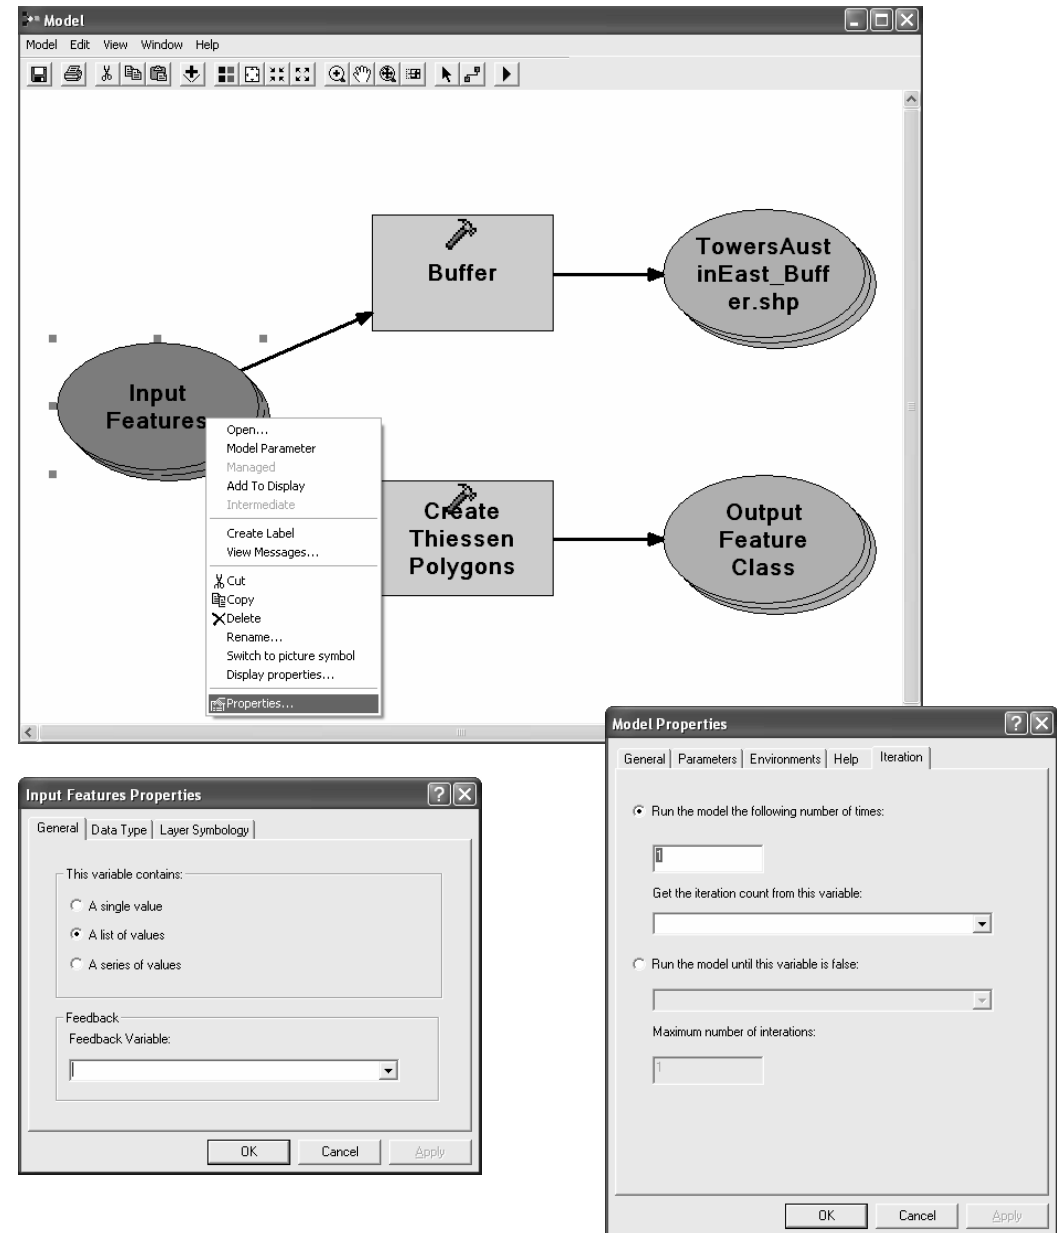 Model
Model Edit View Window Help
Buffer
TowersAust
inEast_Buff
er.shp
Input
Features
Open...
Model Parameter
Managed
Add To Display
Intermediate
Create Label
View Messages...
Cut
Copy
Delete
Rename...
Switch to picture symbol
Display properties...
Properties...
Create
Thiessen
Polygons
Output
Feature
Class
Input Features Properties
General Data Type Layer Symbology
This variable contains:
A single value
A list of values
A series of values
Feedback
Feedback Variable:
OK Cancel Apply
Model Properties
General Parameters Environments Help Iteration
Run the model the following number of times:
1
Get the iteration count from this variable:
Run the model until this variable is false:
Maximum number of interations:
1
OK Cancel Apply